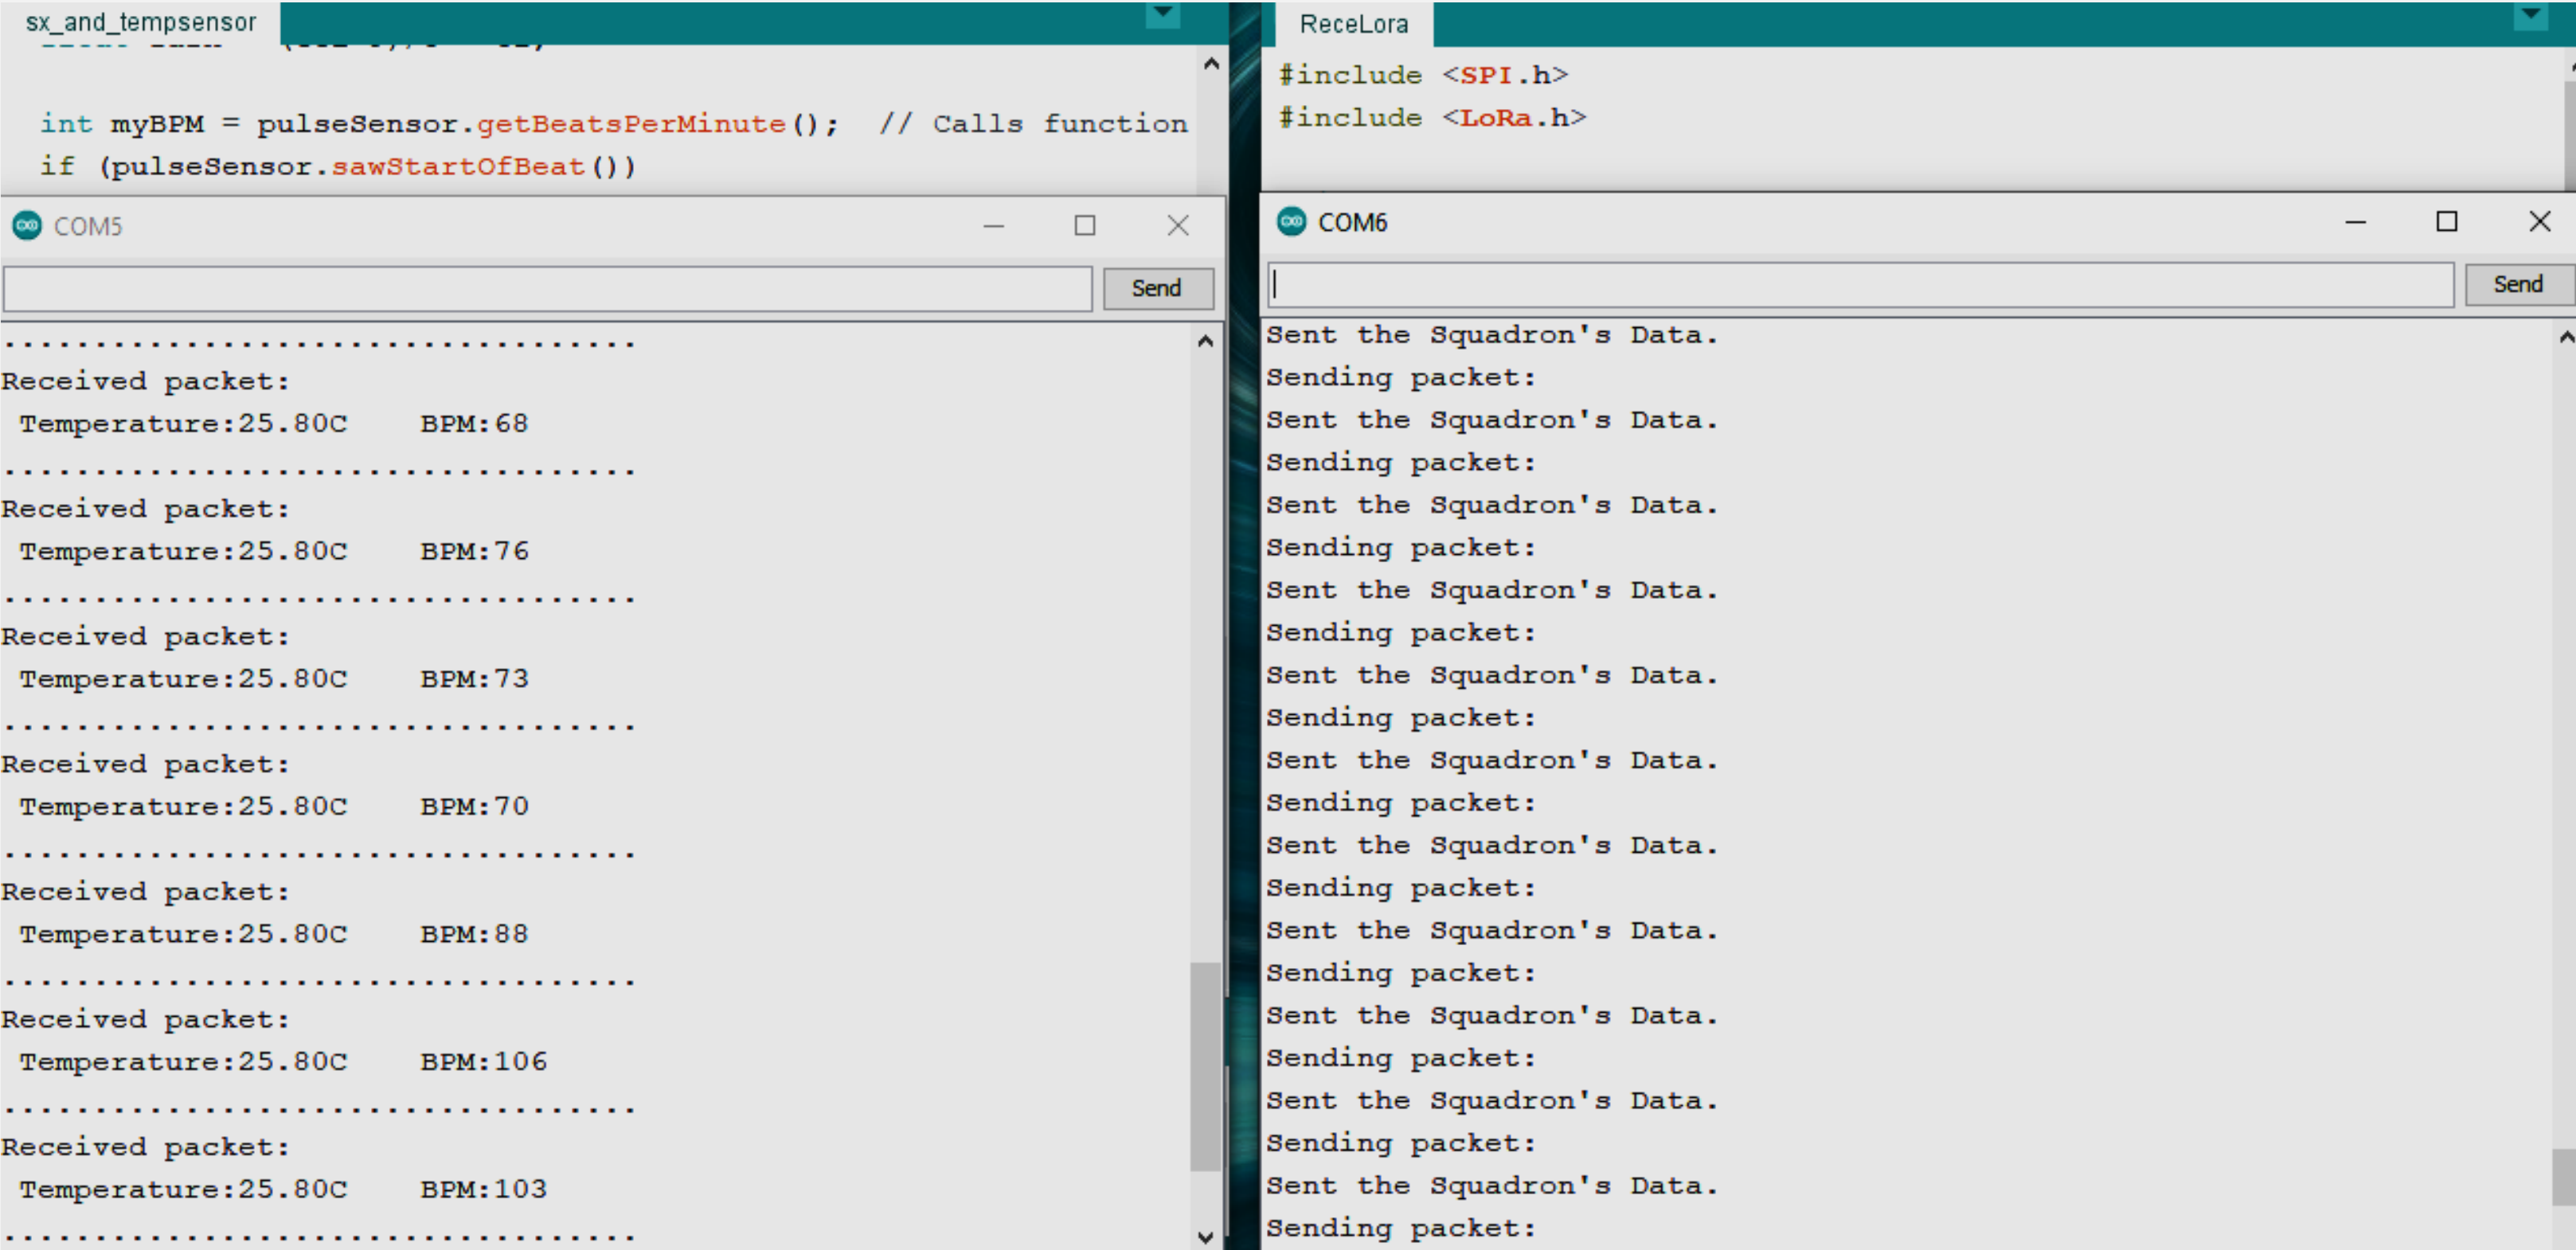 sx_and_tempsensor
int myBPM = pulseSensor.getBeatsPerMinute();  // Calls function
if (pulseSensor.sawStartOfBeat())
COM5
Send
...................................
Received packet:
Temperature:25.80C    BPM:68
...................................
Received packet:
Temperature:25.80C    BPM:76
...................................
Received packet:
Temperature:25.80C    BPM:73
...................................
Received packet:
Temperature:25.80C    BPM:70
...................................
Received packet:
Temperature:25.80C    BPM:88
...................................
Received packet:
Temperature:25.80C    BPM:106
...................................
Received packet:
Temperature:25.80C    BPM:103
...................................
ReceLora
#include <SPI.h>
#include <LoRa.h>
COM6
Send
Sent the Squadron's Data.
Sending packet:
Sent the Squadron's Data.
Sending packet:
Sent the Squadron's Data.
Sending packet:
Sent the Squadron's Data.
Sending packet:
Sent the Squadron's Data.
Sending packet:
Sent the Squadron's Data.
Sending packet:
Sent the Squadron's Data.
Sending packet:
Sent the Squadron's Data.
Sending packet:
Sent the Squadron's Data.
Sending packet:
Sent the Squadron's Data.
Sending packet:
Sent the Squadron's Data.
Sending packet: